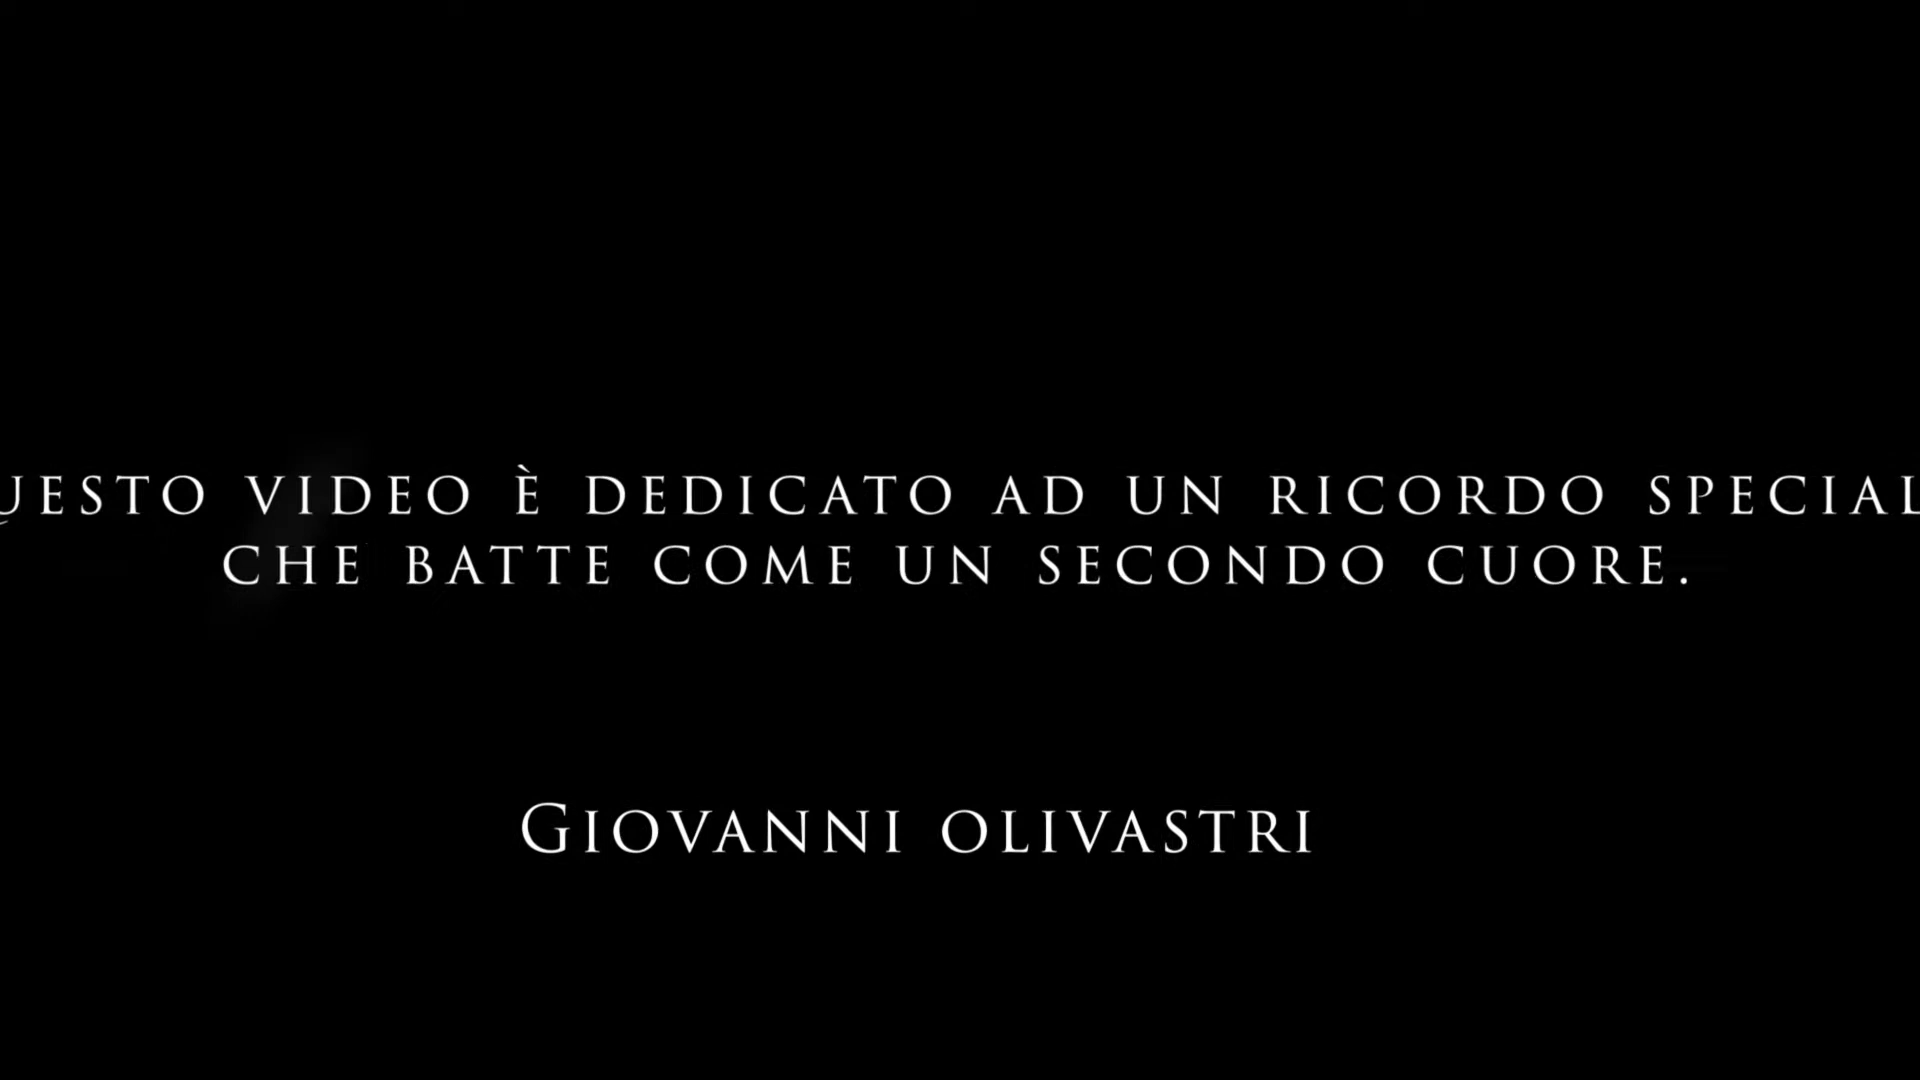 UESTO VIDEO È DEDICATO AD UN RICORDO SPECIAL
CHE BATTE COME UN SECONDO CUORE.
GIOVANNI OLIVASTRI